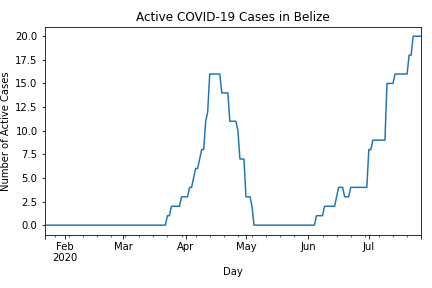 Active COVID-19 Cases in Belize
Number of Active Cases
20.0
17.5
15.0
12.5
10.0
7.5
5.0
2.5
0.0
Feb Mar Apr May Jun Jul
2020
Day